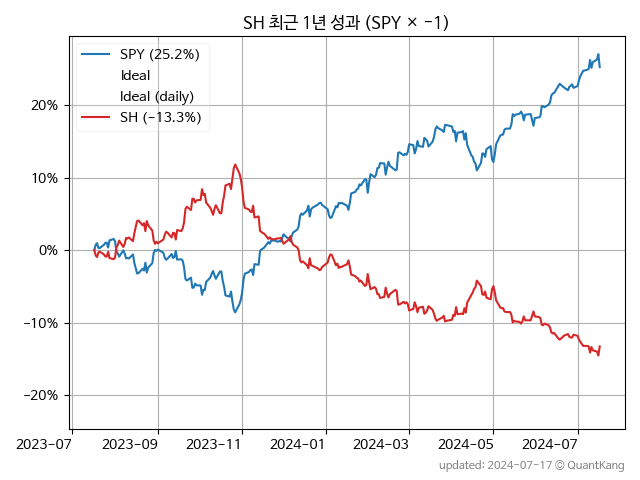 SH 최근 1년 성과 (SPY × −1)
SPY (25.2%)
Ideal
Ideal (daily)
SH (−13.3%)
20%
10%
0%
−10%
−20%
2023−07 2023−09 2023−11 2024−01 2024−03 2024−05 2024−07
updated: 2024−07−17 © QuantKang